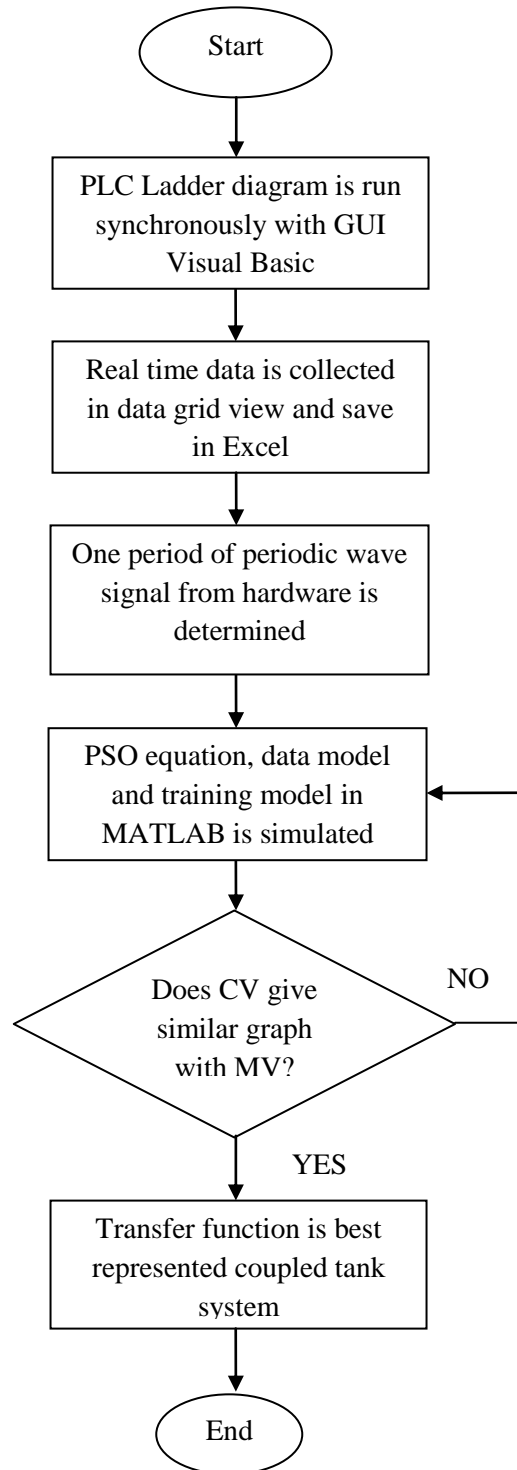 Start
PLC Ladder diagram is run
synchronously with GUI
Visual Basic
Real time data is collected
in data grid view and save
in Excel
One period of periodic wave
signal from hardware is
determined
PSO equation, data model
and training model in
MATLAB is simulated
Does CV give
similar graph
with MV?
NO
YES
Transfer function is best
represented coupled tank
system
End